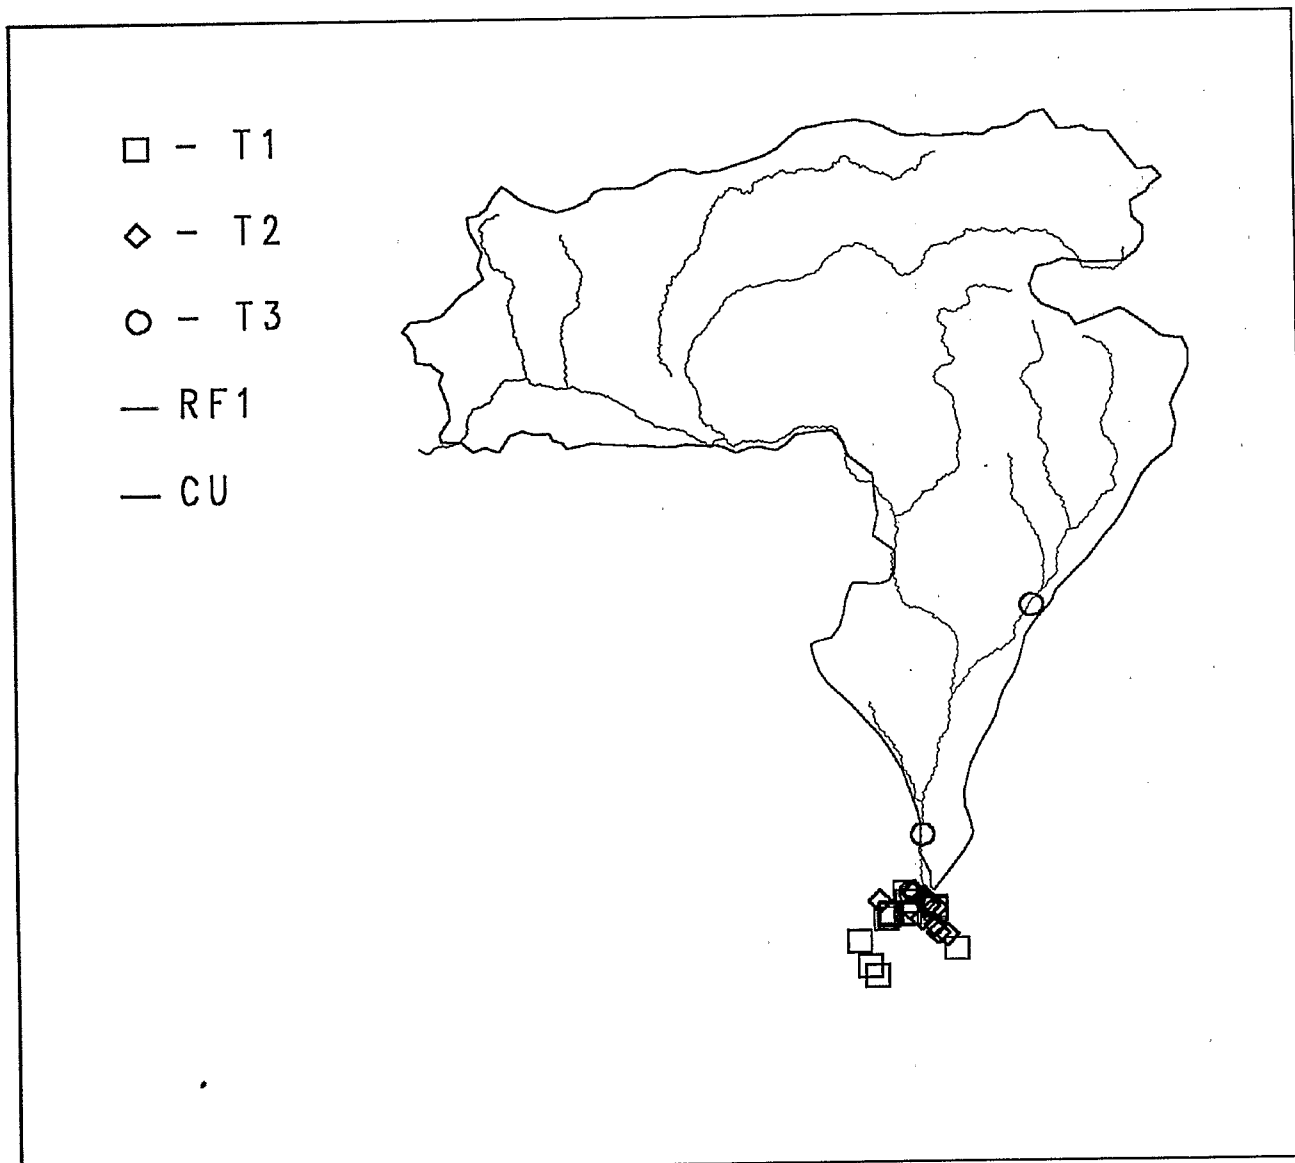 □ - T1
◇ - T2
○ - T3
— RF1
— CU